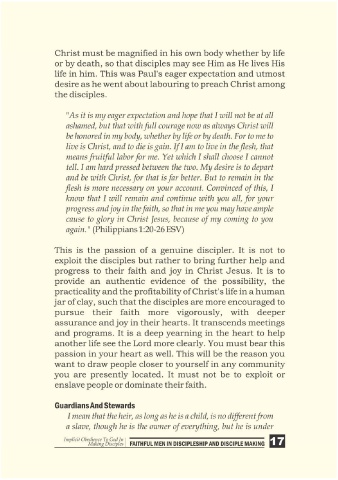 Christ must be magnified in his own body whether by life
or by death, so that disciples may see Him as He lives His
life in him. This was Paul's eager expectation and utmost
desire as he went about labouring to preach Christ among
the disciples.
"As it is my eager expectation and hope that I will not be at all
ashamed, but that with full courage now as always Christ will
be honored in my body, whether by life or by death. For to me to
live is Christ, and to die is gain. If I am to live in the flesh, that
means fruitful labor for me. Yet which I shall choose I cannot
tell. I am hard pressed between the two. My desire is to depart
and be with Christ, for that is far better. But to remain in the
flesh is more necessary on your account. Convinced of this, I
know that I will remain and continue with you all, for your
progress and joy in the faith, so that in me you may have ample
cause to glory in Christ Jesus, because of my coming to you
again." (Philippians 1:20-26 ESV)
This is the passion of a genuine discipler. It is not to
exploit the disciples but rather to bring further help and
progress to their faith and joy in Christ Jesus. It is to
provide an authentic evidence of the possibility, the
practicality and the profitability of Christ's life in a human
jar of clay, such that the disciples are more encouraged to
pursue their faith more vigorously, with deeper
assurance and joy in their hearts. It transcends meetings
and programs. It is a deep yearning in the heart to help
another life see the Lord more clearly. You must bear this
passion in your heart as well. This will be the reason you
want to draw people closer to yourself in any community
you are presently located. It must not be to exploit or
enslave people or dominate their faith.
Guardians And Stewards
I mean that the heir, as long as he is a child, is no different from
a slave, though he is the owner of everything, but he is under
Implicit Obedience To God In
Making Disciples
FAITHFUL MEN IN DISCIPLESHIP AND DISCIPLE MAKING 17